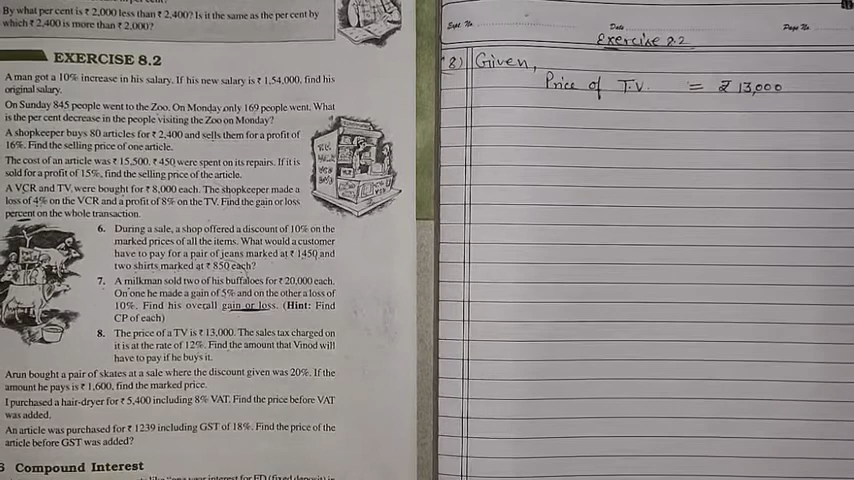 By what per cent is ₹ 2,000 less than ₹ 2,400? Is it the same as the per cent by
which ₹ 2,400 is more than ₹ 2,000?
EXERCISE 8.2
A man got a 10% increase in his salary. If his new salary is ₹ 1,54,000, find his
original salary.
On Sunday 845 people went to the Zoo. On Monday only 169 people went. What
is the per cent decrease in the people visiting the Zoo on Monday?
A shopkeeper buys 80 articles for ₹ 2,400 and sells them for a profit of
16%. Find the selling price of one article.
The cost of an article was ₹ 15,500. ₹ 450 were spent on its repairs. If it is
sold for a profit of 15%, find the selling price of the article.
A VCR and TV were bought for ₹ 8,000 each. The shopkeeper made a
loss of 4% on the VCR and a profit of 8% on the TV. Find the gain or loss
percent on the whole transaction.
6. During a sale, a shop offered a discount of 10% on the
marked prices of all the items. What would a customer
have to pay for a pair of jeans marked at ₹ 1450 and
two shirts marked at ₹ 850 each?
7. A milkman sold two of his buffaloes for ₹ 20,000 each.
On one he made a gain of 5% and on the other a loss of
10%. Find his overall gain or loss. (Hint: Find
CP of each)
8. The price of a TV is ₹ 13,000. The sales tax charged on
it is at the rate of 12%. Find the amount that Vinod will
have to pay if he buys it.
Arun bought a pair of skates at a sale where the discount given was 20%. If the
amount he pays is ₹ 1,600, find the marked price.
I purchased a hair-dryer for ₹ 5,400 including 8% VAT. Find the price before VAT
was added.
An article was purchased for ₹ 1239 including GST of 18%. Find the price of the
article before GST was added?
Compound Interest
Expt. No.
Date
Page No.
Exercise 8.2
8) Given,
Price of T.V. = ₹ 13,000